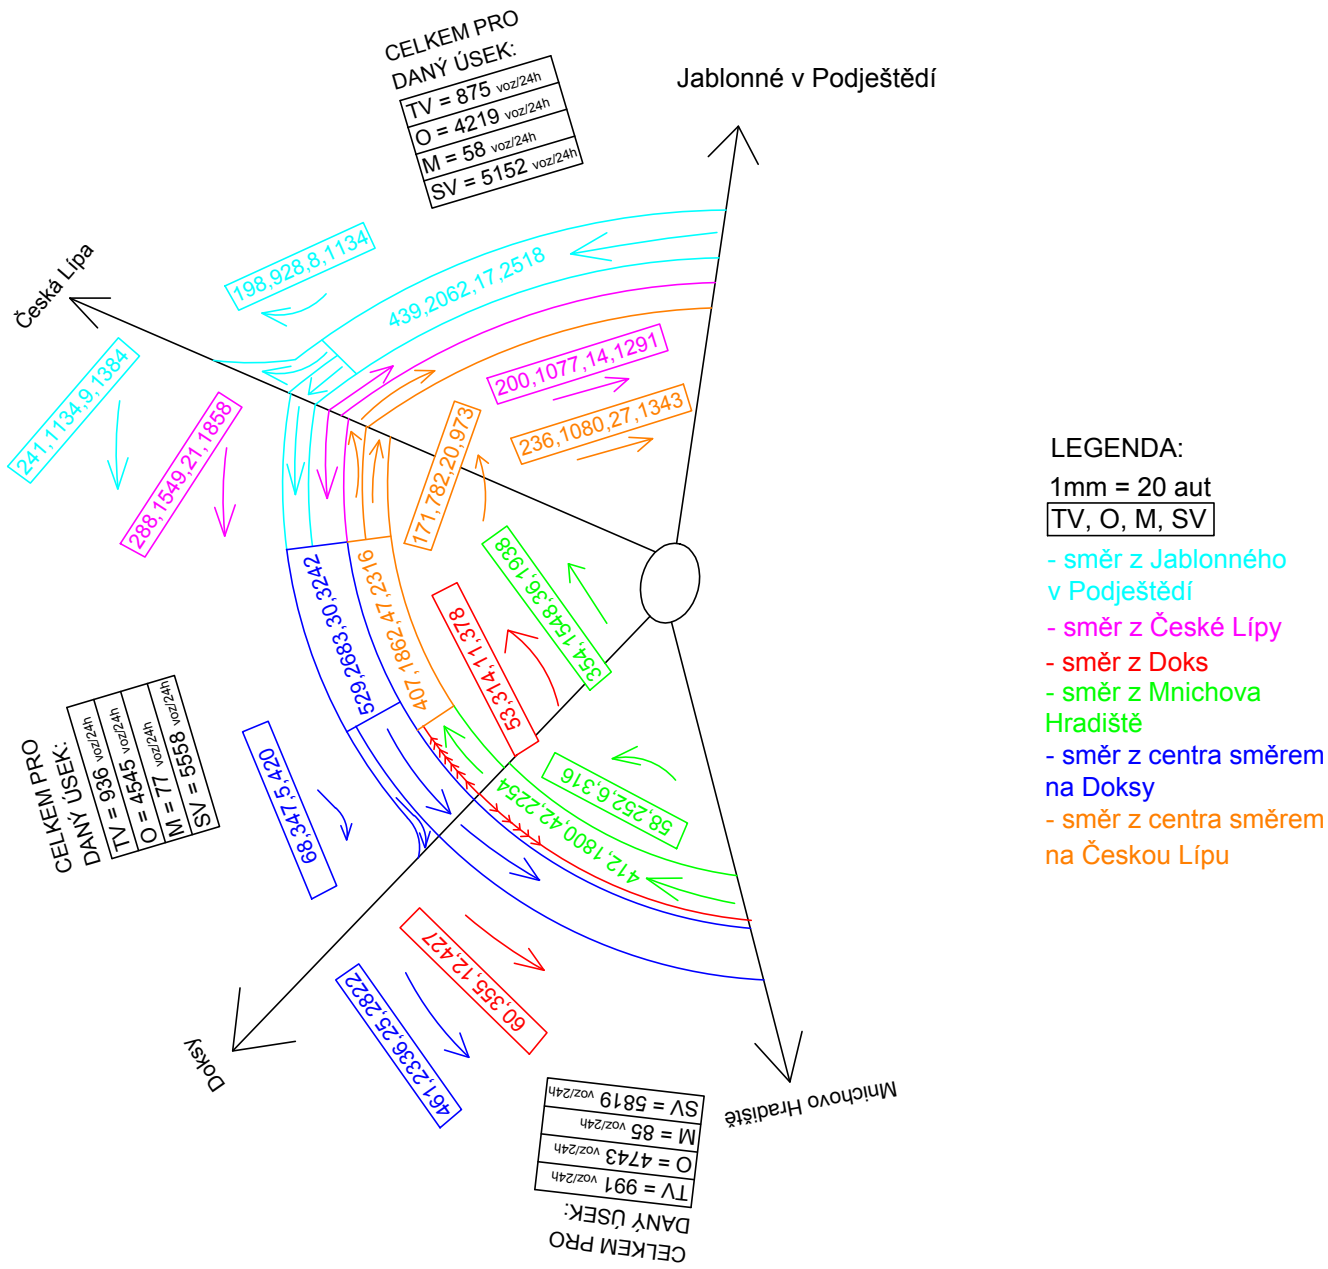 CELKEM PRO
DANÝ ÚSEK:
TV = 875 voz/24h
O = 4219 voz/24h
M = 58 voz/24h
SV = 5152 voz/24h
Jablonné v Podještědí
Česká Lípa
198,928,8,1134
439,2062,17,2518
241,1134,9,1384
288,1549,21,1858
200,1077,14,1291
236,1080,27,1343
171,782,20,973
354,1548,36,1938
53,314,11,378
407,1862,47,2316
529,2683,30,3242
CELKEM PRO
DANÝ ÚSEK:
TV = 936 voz/24h
O = 4545 voz/24h
M = 77 voz/24h
SV = 5558 voz/24h
68,347,5,420
58,252,6,316
412,1800,42,2254
60,355,12,427
461,2336,25,2822
Doksy
Mnichovo Hradiště
CELKEM PRO
DANÝ ÚSEK:
TV = 991 voz/24h
O = 4743 voz/24h
M = 85 voz/24h
SV = 5819 voz/24h
LEGENDA:
1mm = 20 aut
TV, O, M, SV
- směr z Jablonného
v Podještědí
- směr z České Lípy
- směr z Doks
- směr z Mnichova
Hradiště
- směr z centra směrem
na Doksy
- směr z centra směrem
na Českou Lípu